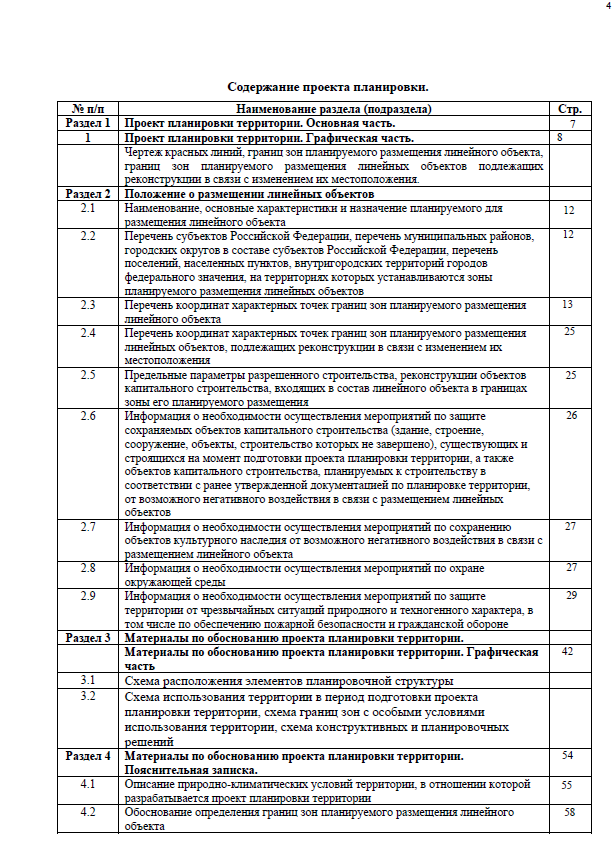 4
Содержание проекта планировки.
№ п/п Наименование раздела (подраздела) Стр.
Раздел 1 Проект планировки территории. Основная часть. 7
1 Проект планировки территории. Графическая часть. 8
Чертеж красных линий, границ зон планируемого размещения линейного объекта,
границ зон планируемого размещения линейных объектов подлежащих
реконструкции в связи с изменением их местоположения.
Раздел 2 Положение о размещении линейных объектов
2.1 Наименование, основные характеристики и назначение планируемого для 12
размещения линейного объекта
2.2 Перечень субъектов Российской Федерации, перечень муниципальных районов, 12
городских округов в составе субъектов Российской Федерации, перечень
поселений, населенных пунктов, внутригородских территорий городов
федерального значения, на территориях которых устанавливаются зоны
планируемого размещения линейных объектов
2.3 Перечень координат характерных точек границ зон планируемого размещения 13
линейного объекта
2.4 Перечень координат характерных точек границ зон планируемого размещения 25
линейных объектов, подлежащих реконструкции в связи с изменением их
местоположения
2.5 Предельные параметры разрешенного строительства, реконструкции объектов 25
капитального строительства, входящих в состав линейного объекта в границах
зоны его планируемого размещения
2.6 Информация о необходимости осуществления мероприятий по защите 26
сохраняемых объектов капитального строительства (здание, строение,
сооружение, объекты, строительство которых не завершено), существующих и
строящихся на момент подготовки проекта планировки территории, а также
объектов капитального строительства, планируемых к строительству в
соответствии с ранее утвержденной документацией по планировке территории,
от возможного негативного воздействия в связи с размещением линейных
объектов
2.7 Информация о необходимости осуществления мероприятий по сохранению 27
объектов культурного наследия от возможного негативного воздействия в связи с
размещением линейного объекта
2.8 Информация о необходимости осуществления мероприятий по охране 27
окружающей среды
2.9 Информация о необходимости осуществления мероприятий по защите 29
территории от чрезвычайных ситуаций природного и техногенного характера, в
том числе по обеспечению пожарной безопасности и гражданской обороне
Раздел 3 Материалы по обоснованию проекта планировки территории.
Материалы по обоснованию проекта планировки территории. Графическая 42
часть
3.1 Схема расположения элементов планировочной структуры
3.2 Схема использования территории в период подготовки проекта
планировки территории, схема границ зон с особыми условиями
использования территории, схема конструктивных и планировочных
решений
Раздел 4 Материалы по обоснованию проекта планировки территории. 54
Пояснительная записка.
4.1 Описание природно-климатических условий территории, в отношении которой 55
разрабатывается проект планировки территории
4.2 Обоснование определения границ зон планируемого размещения линейного 58
объекта